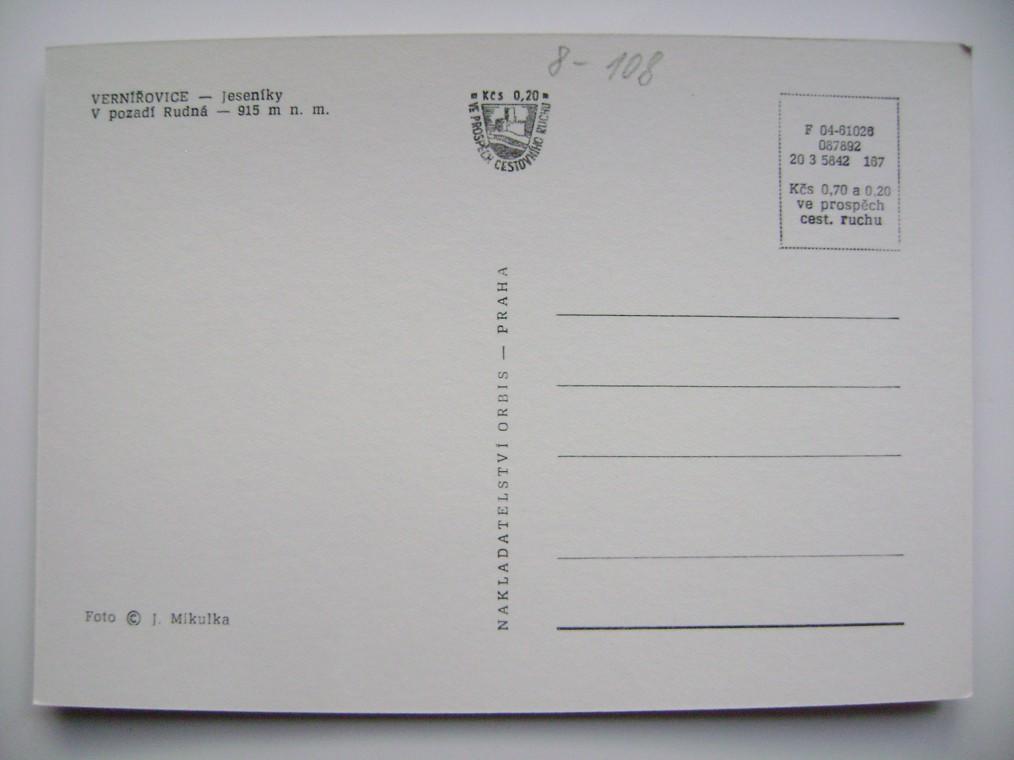 8 - 108
VERNÍŘOVICE — Jeseníky
V pozadí Rudná — 915 m n. m.
Kčs 0,20
VE PROSPĚCH CESTOVNÍHO RUCHU
F 04-61026
087892
20 3 5842 167
Kčs 0,70 a 0,20
ve prospěch
cest. ruchu
NAKLADATELSTVÍ ORBIS — PRAHA
Foto © J. Mikulka